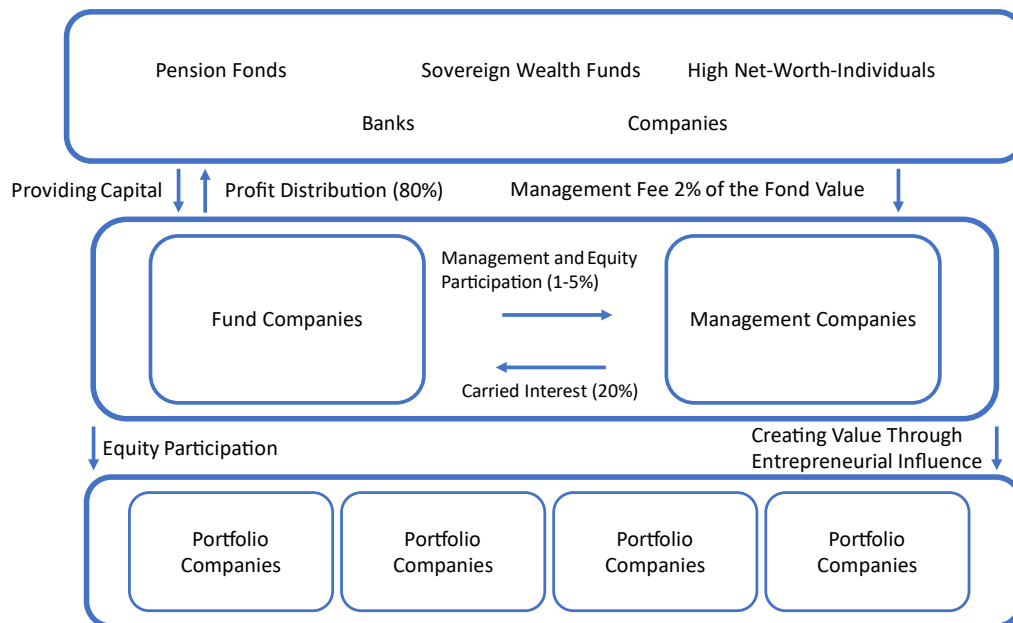 Pension Fonds
Sovereign Wealth Funds
High Net-Worth-Individuals
Banks
Companies
Providing Capital
Profit Distribution (80%)
Management Fee 2% of the Fond Value
Fund Companies
Management and Equity
Participation (1-5%)
Carried Interest (20%)
Management Companies
Equity Participation
Creating Value Through
Entrepreneurial Influence
Portfolio
Companies
Portfolio
Companies
Portfolio
Companies
Portfolio
Companies